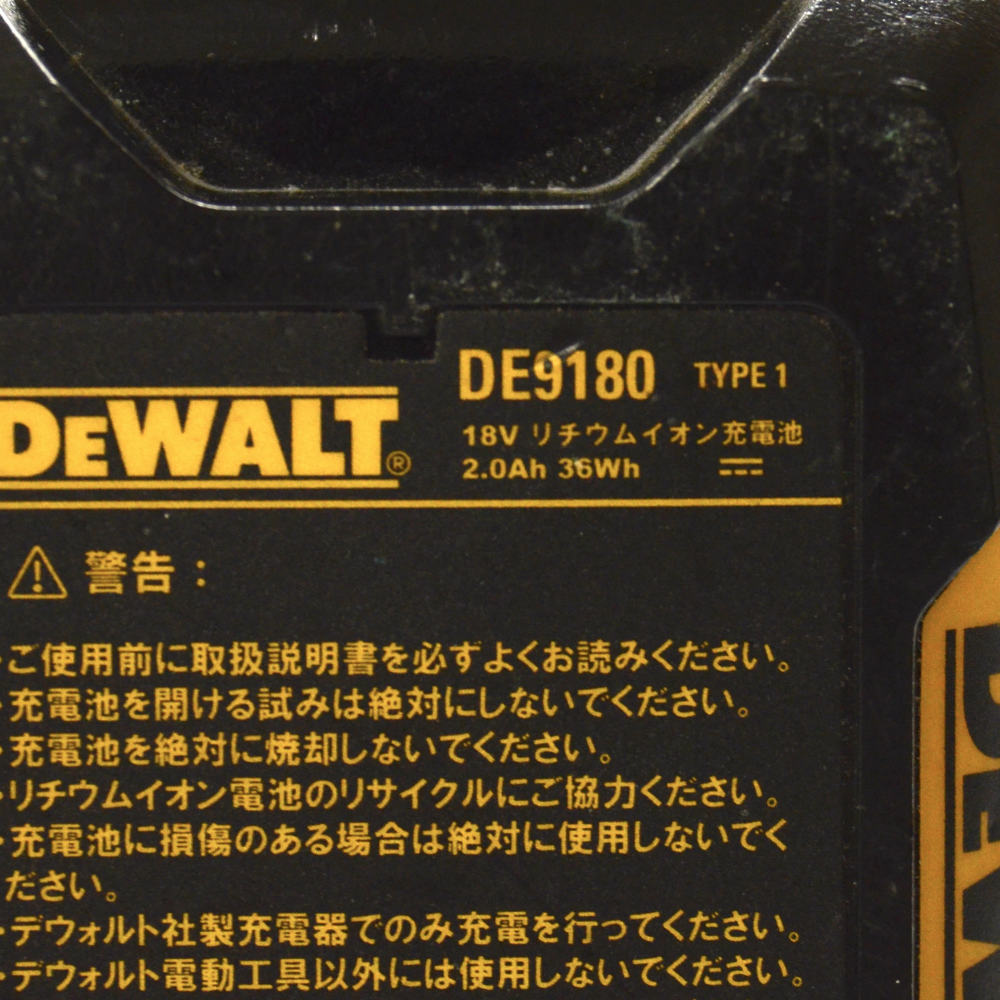 DE9180 TYPE 1
DEWALT®
18V リチウムイオン充電池
2.0Ah 36Wh
警告：
・ご使用前に取扱説明書を必ずよくお読みください。
・充電池を開ける試みは絶対にしないでください。
・充電池を絶対に焼却しないでください。
・リチウムイオン電池のリサイクルにご協力ください。
・充電池に損傷のある場合は絶対に使用しないでく
ださい。
・デウォルト社製充電器でのみ充電を行ってください。
・デウォルト電動工具以外には使用しないでください。